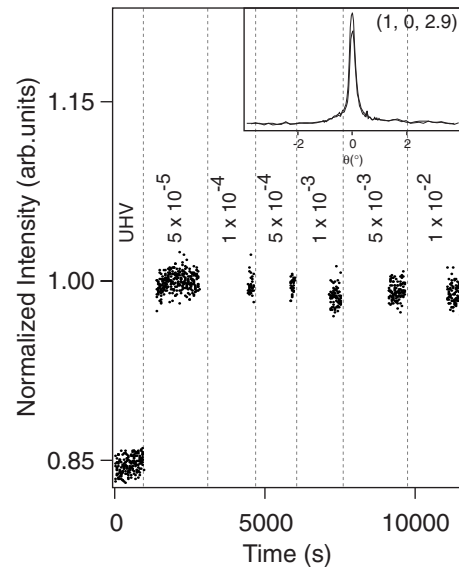 (1, 0, 2.9)
-2
0
2
θ(°)
Normalized Intensity (arb.units)
1.15
1.00
0.85
UHV
5 x 10-5
1 x 10-4
5 x 10-4
1 x 10-3
5 x 10-3
1 x 10-2
0
5000
10000
Time (s)